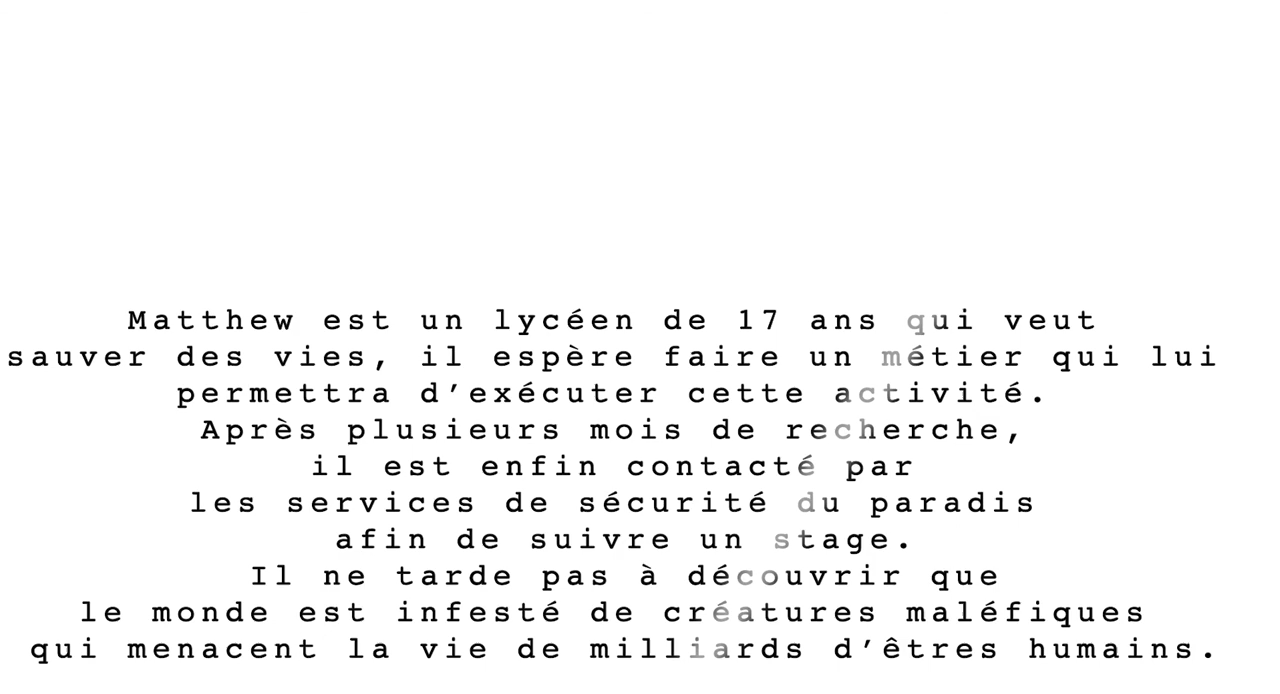 Matthew est un lycéen de 17 ans qui veut
sauver des vies, il espère faire un métier qui lui
permettra d’exécuter cette activité.
Après plusieurs mois de recherche,
il est enfin contacté par
les services de sécurité du paradis
afin de suivre un stage.
Il ne tarde pas à découvrir que
le monde est infesté de créatures maléfiques
qui menacent la vie de milliards d’êtres humains.